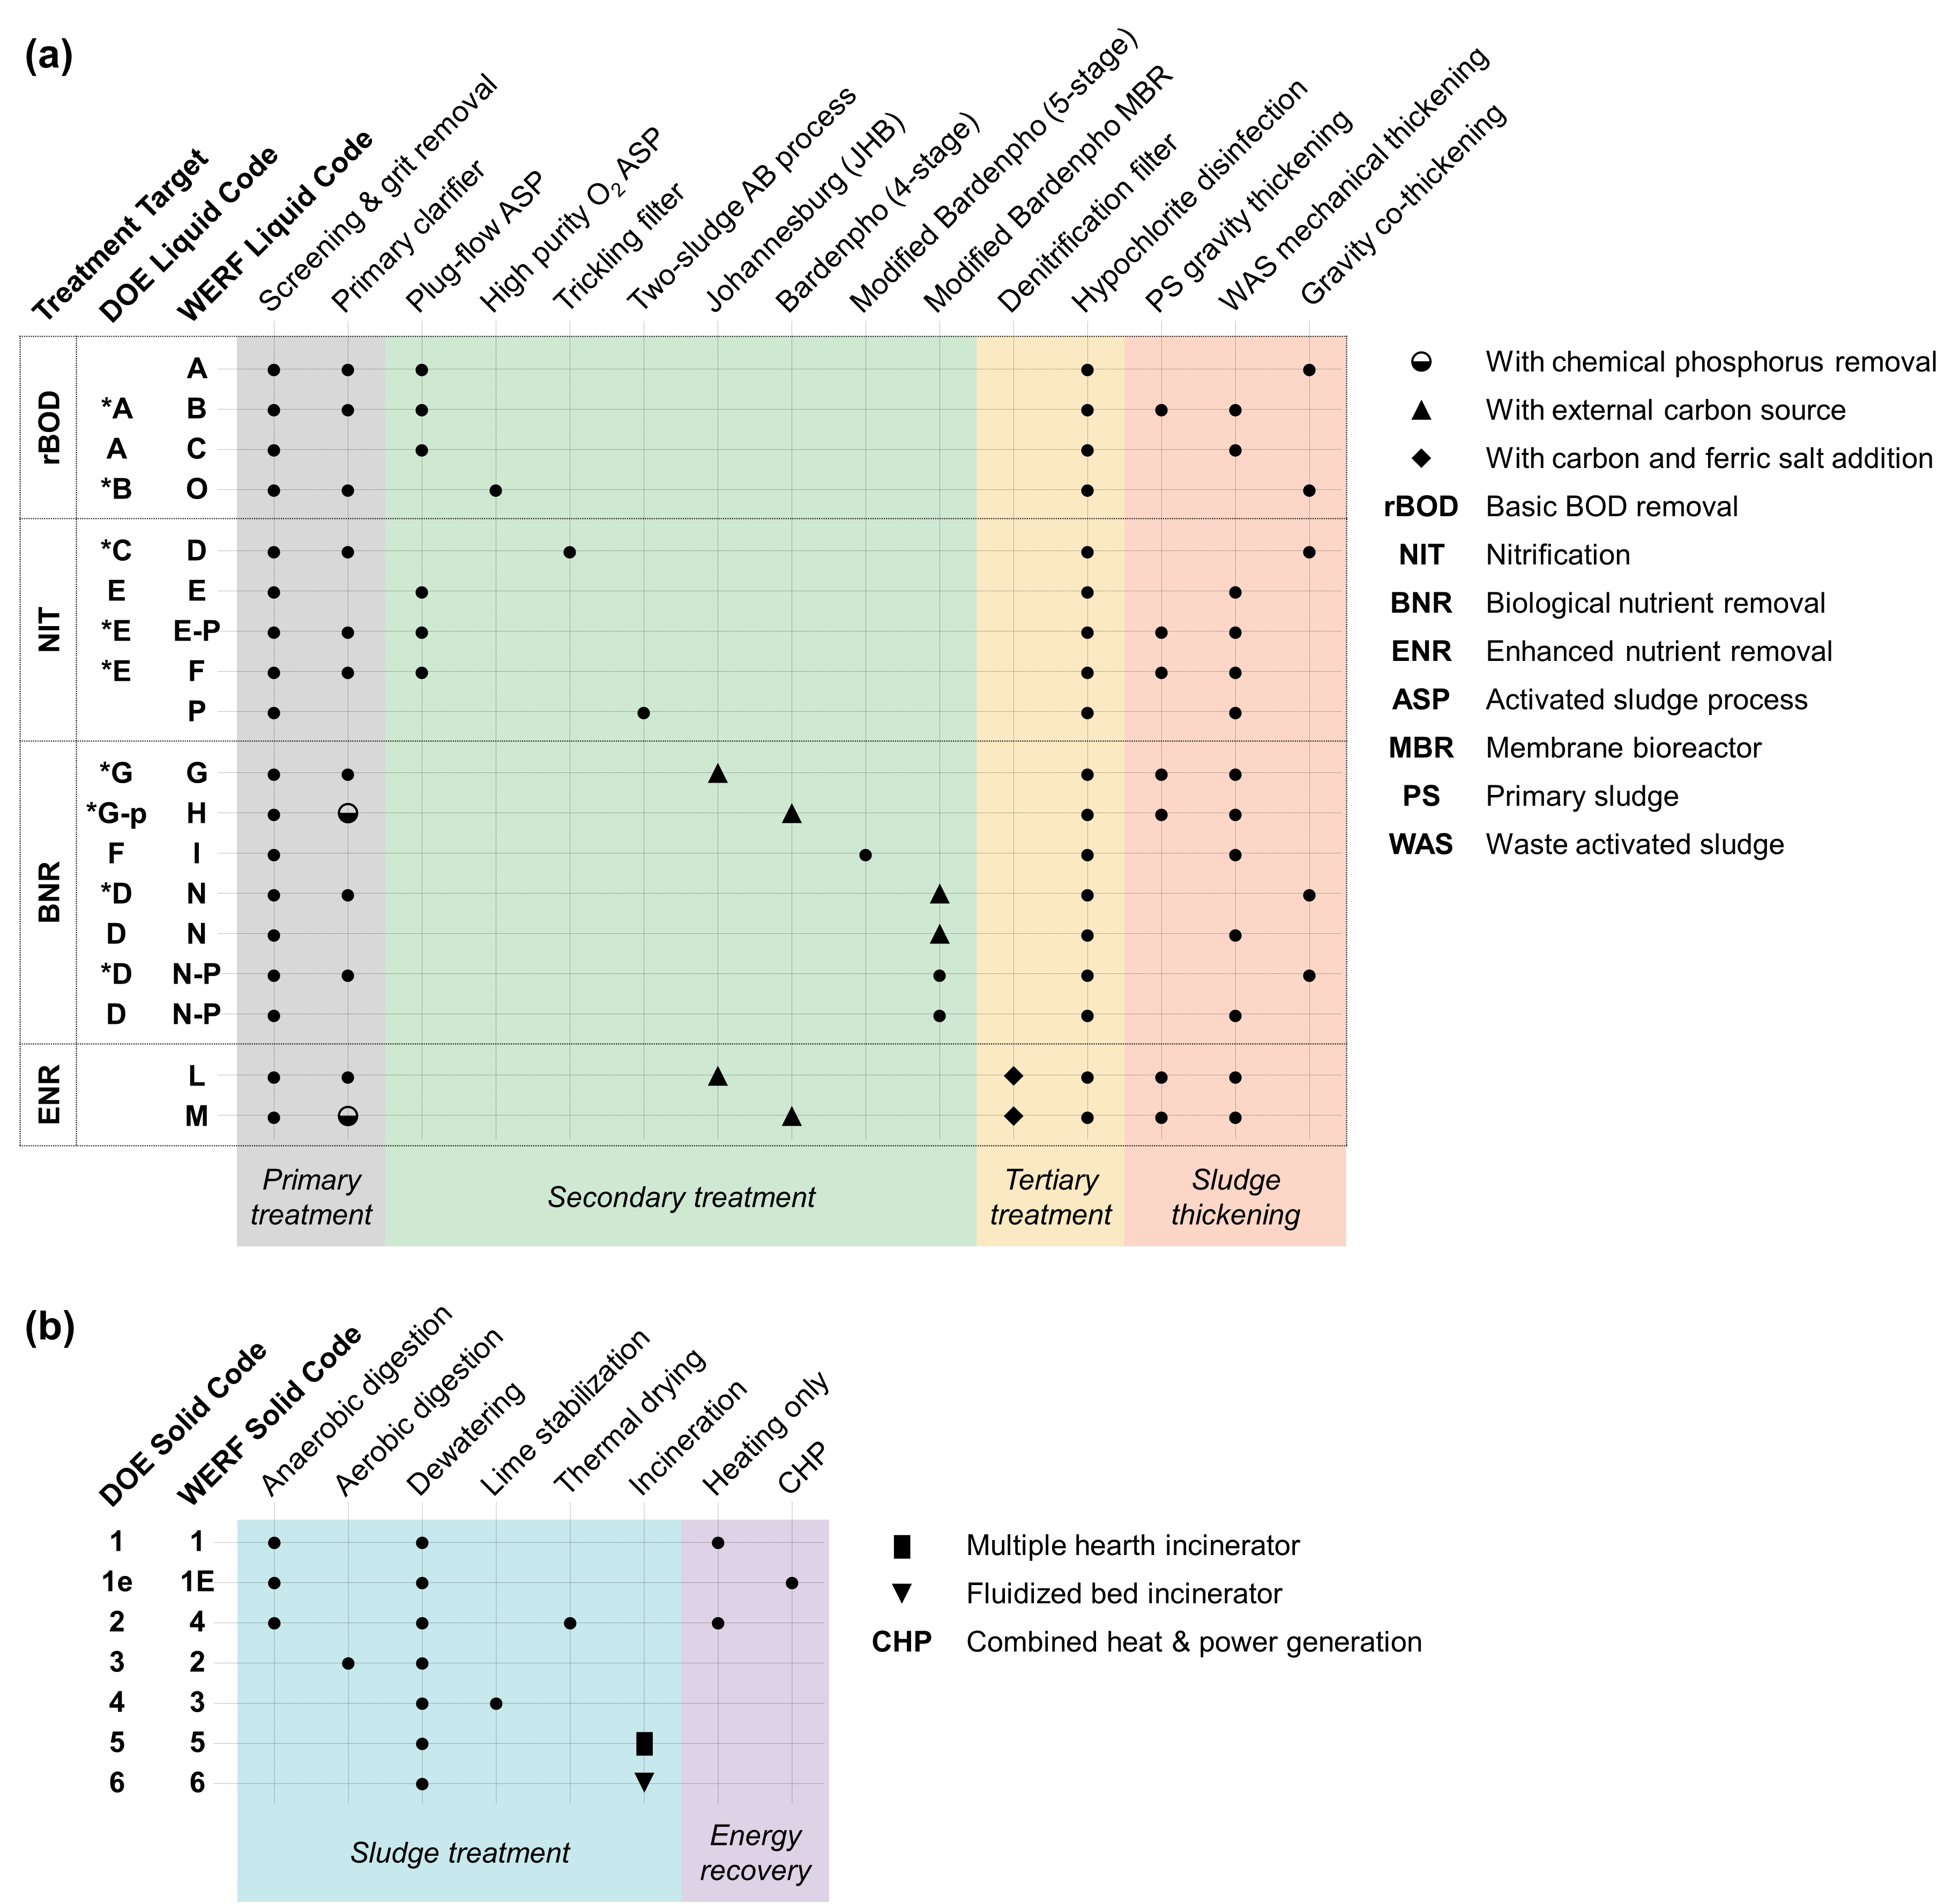 (a)
Treatment Target
DOE Liquid Code
WERF Liquid Code
Screening & grit removal
Primary clarifier
Plug-flow ASP
High purity O₂ ASP
Trickling filter
Two-sludge AB process
Johannesburg (JHB)
Bardenpho (4-stage)
Modified Bardenpho (5-stage)
Modified Bardenpho MBR
Denitrification filter
Hypochlorite disinfection
PS gravity thickening
WAS mechanical thickening
Gravity co-thickening
rBOD
A
*A B
A C
*B O
NIT
*C D
E E
*E E-P
*E F
P
BNR
*G G
*G-p H
F I
*D N
D N
*D N-P
D N-P
ENR
L
M
Primary
treatment
Secondary treatment
Tertiary
treatment
Sludge
thickening
With chemical phosphorus removal
With external carbon source
With carbon and ferric salt addition
rBOD Basic BOD removal
NIT Nitrification
BNR Biological nutrient removal
ENR Enhanced nutrient removal
ASP Activated sludge process
MBR Membrane bioreactor
PS Primary sludge
WAS Waste activated sludge
(b)
DOE Solid Code
WERF Solid Code
Anaerobic digestion
Aerobic digestion
Dewatering
Lime stabilization
Thermal drying
Incineration
Heating only
CHP
1 1
1e 1E
2 4
3 2
4 3
5 5
6 6
Sludge treatment
Energy
recovery
Multiple hearth incinerator
Fluidized bed incinerator
CHP Combined heat & power generation